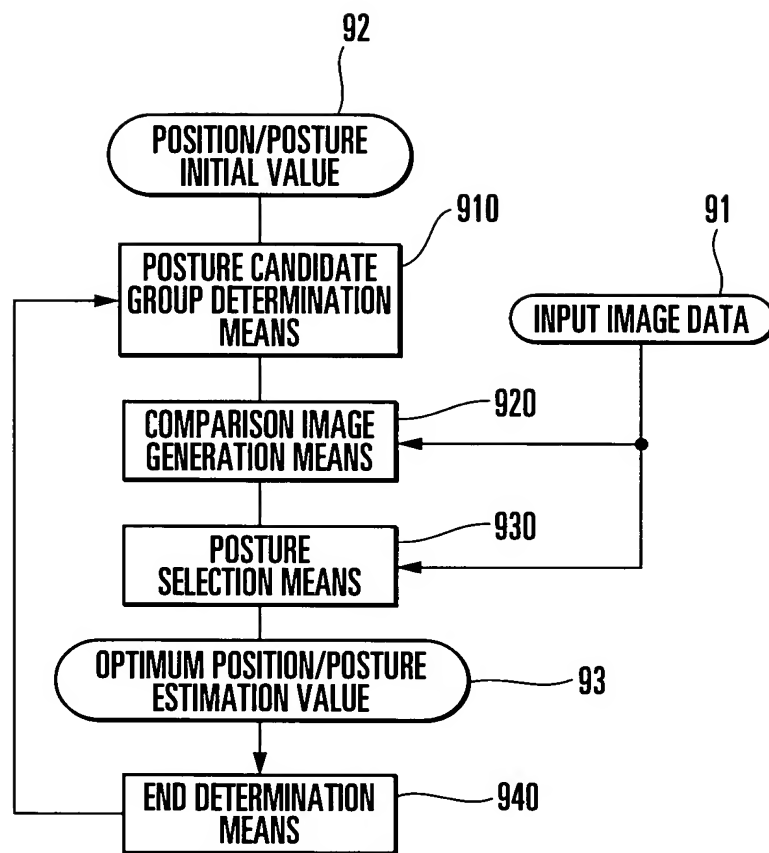 92
POSITION/POSTURE
INITIAL VALUE
910
POSTURE CANDIDATE
GROUP DETERMINATION
MEANS
91
INPUT IMAGE DATA
920
COMPARISON IMAGE
GENERATION MEANS
930
POSTURE
SELECTION MEANS
OPTIMUM POSITION/POSTURE
ESTIMATION VALUE
93
END DETERMINATION
MEANS
940